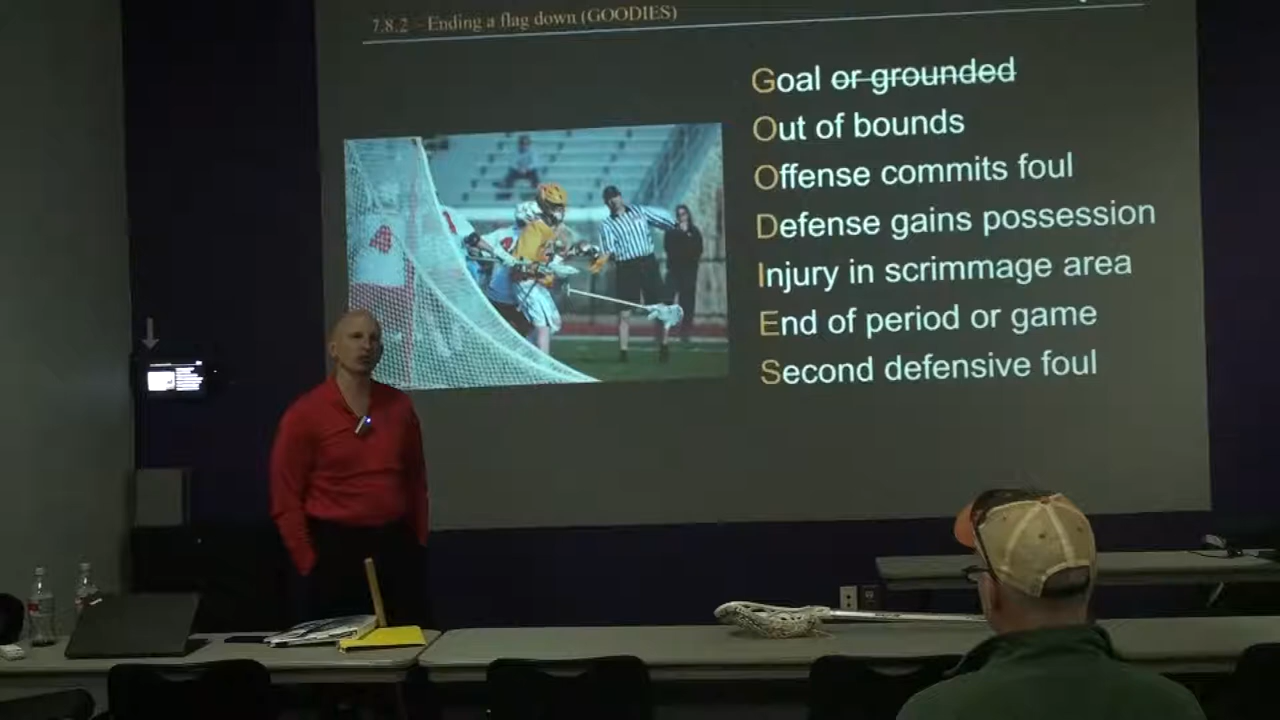 7.8.2 - Ending a flag down (GOODIES)
Goal or grounded
Out of bounds
Offense commits foul
Defense gains possession
Injury in scrimmage area
End of period or game
Second defensive foul